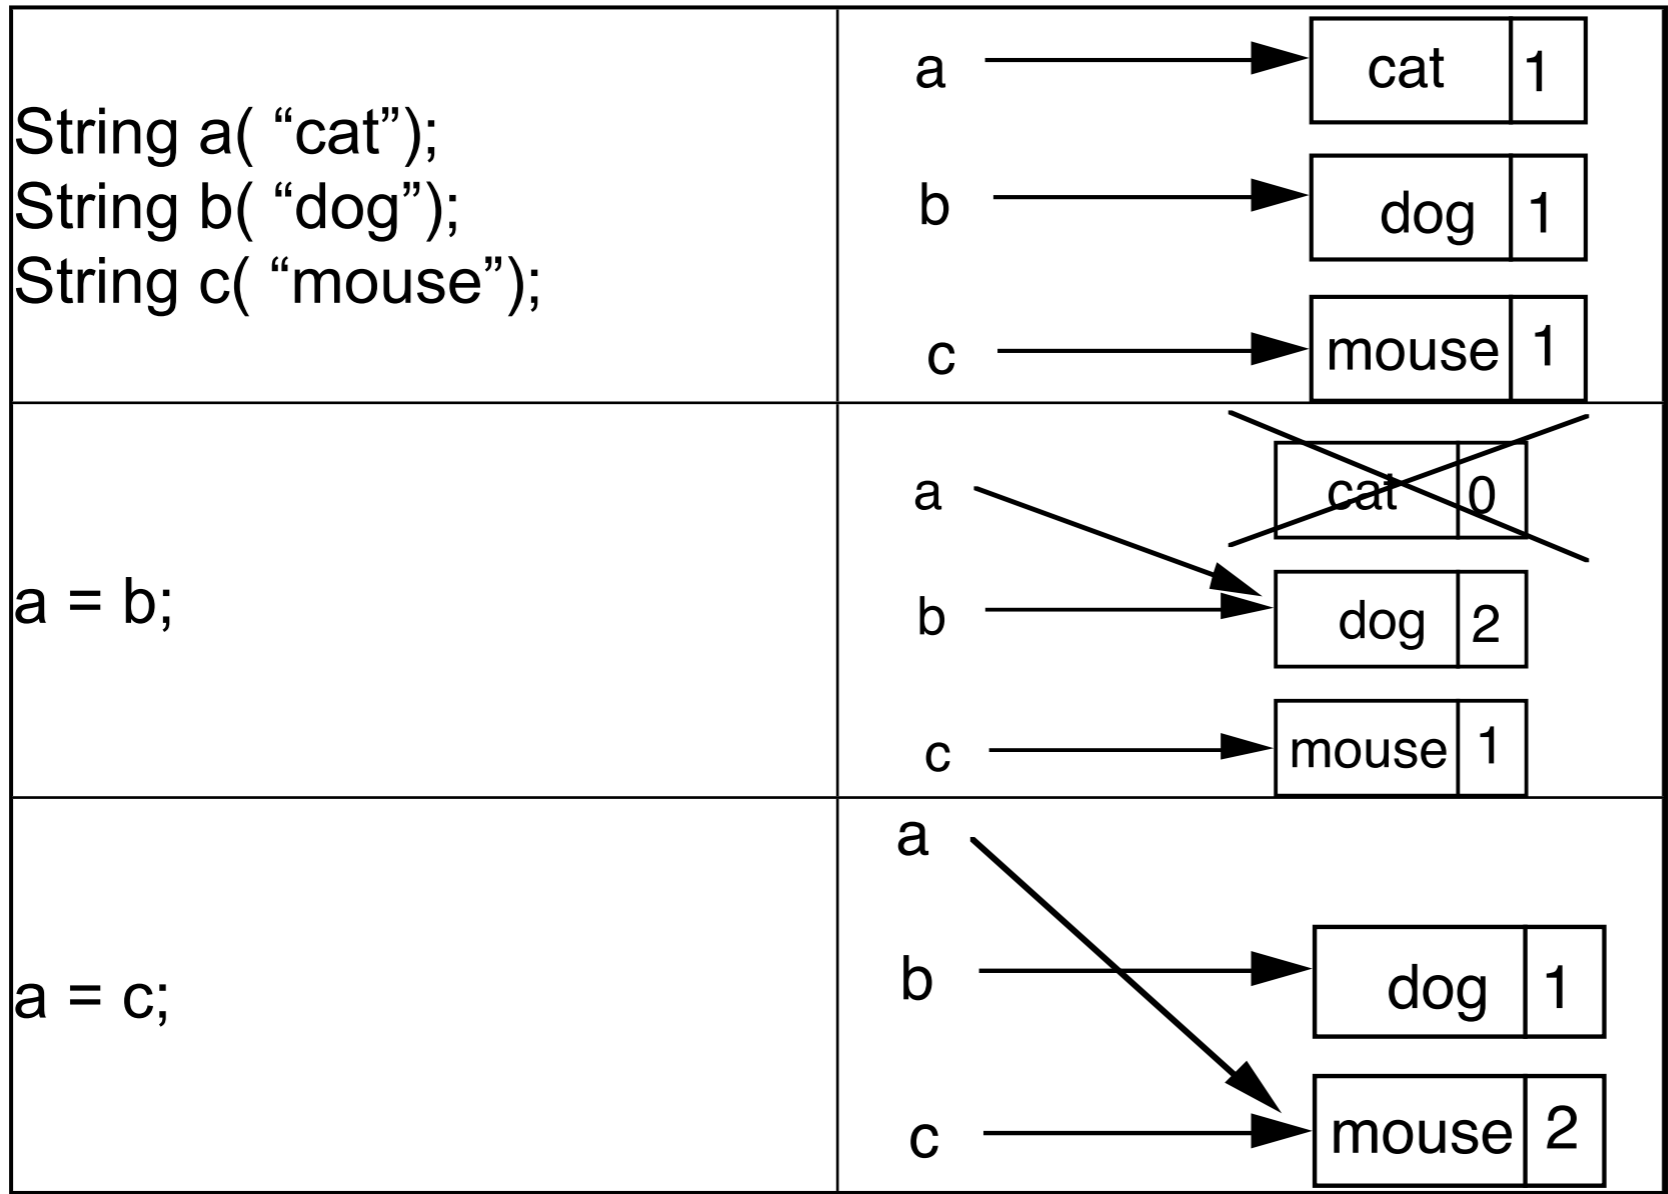 String a( “cat”);
String b( “dog”);
String c( “mouse”);
a cat 1
b dog 1
c mouse 1
a = b;
a cat 0
b dog 2
c mouse 1
a = c;
a
b dog 1
c mouse 2